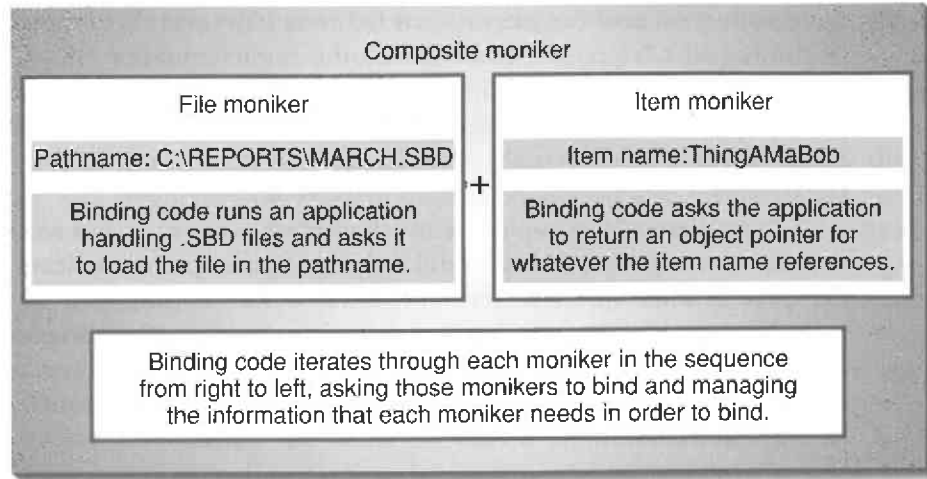 Composite moniker
File moniker
Pathname: C:\REPORTS\MARCH.SBD
Binding code runs an application
handling .SBD files and asks it
to load the file in the pathname.
+
Item moniker
Item name:ThingAMaBob
Binding code asks the application
to return an object pointer for
whatever the item name references.
Binding code iterates through each moniker in the sequence
from right to left, asking those monikers to bind and managing
the information that each moniker needs in order to bind.